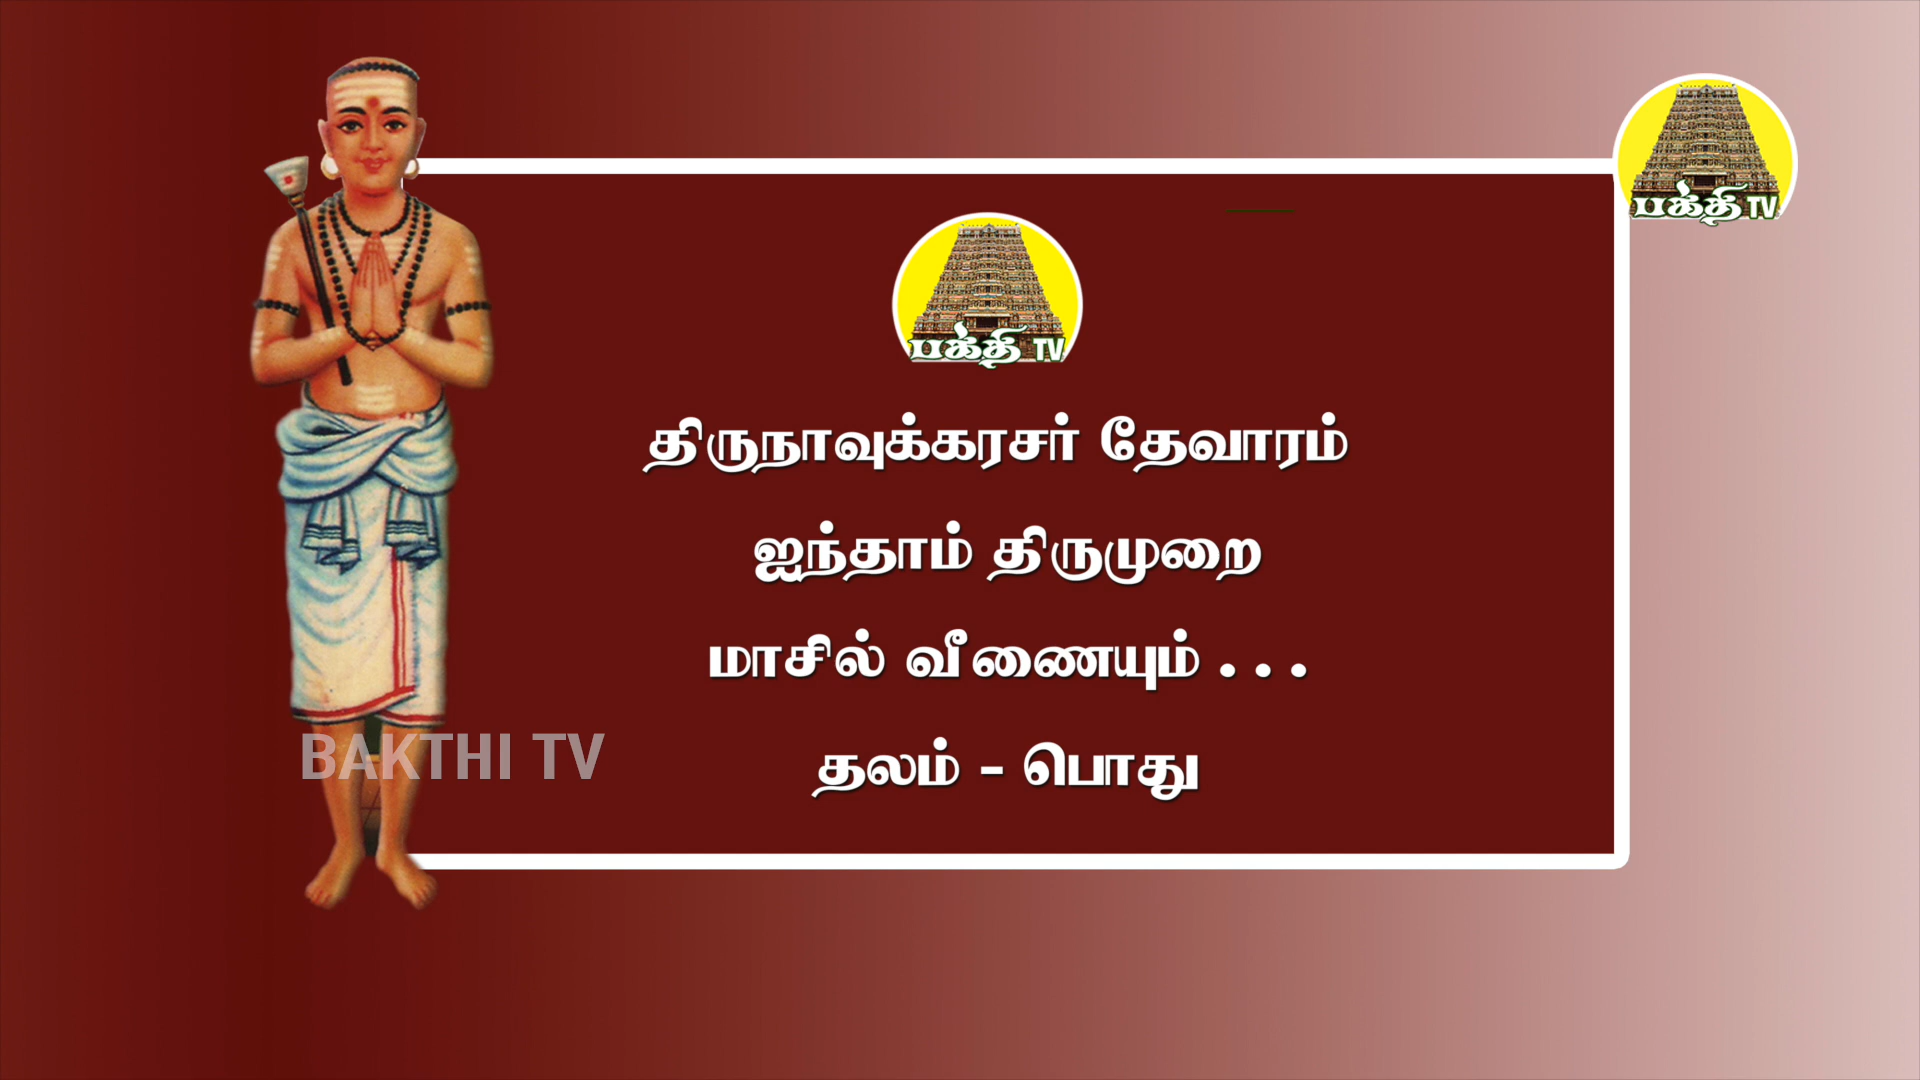 பக்தி TV
பக்தி TV
திருநாவுக்கரசர் தேவாரம்
ஐந்தாம் திருமுறை
மாசில் வீணையும் . . .
தலம் - பொது
BAKTHI TV